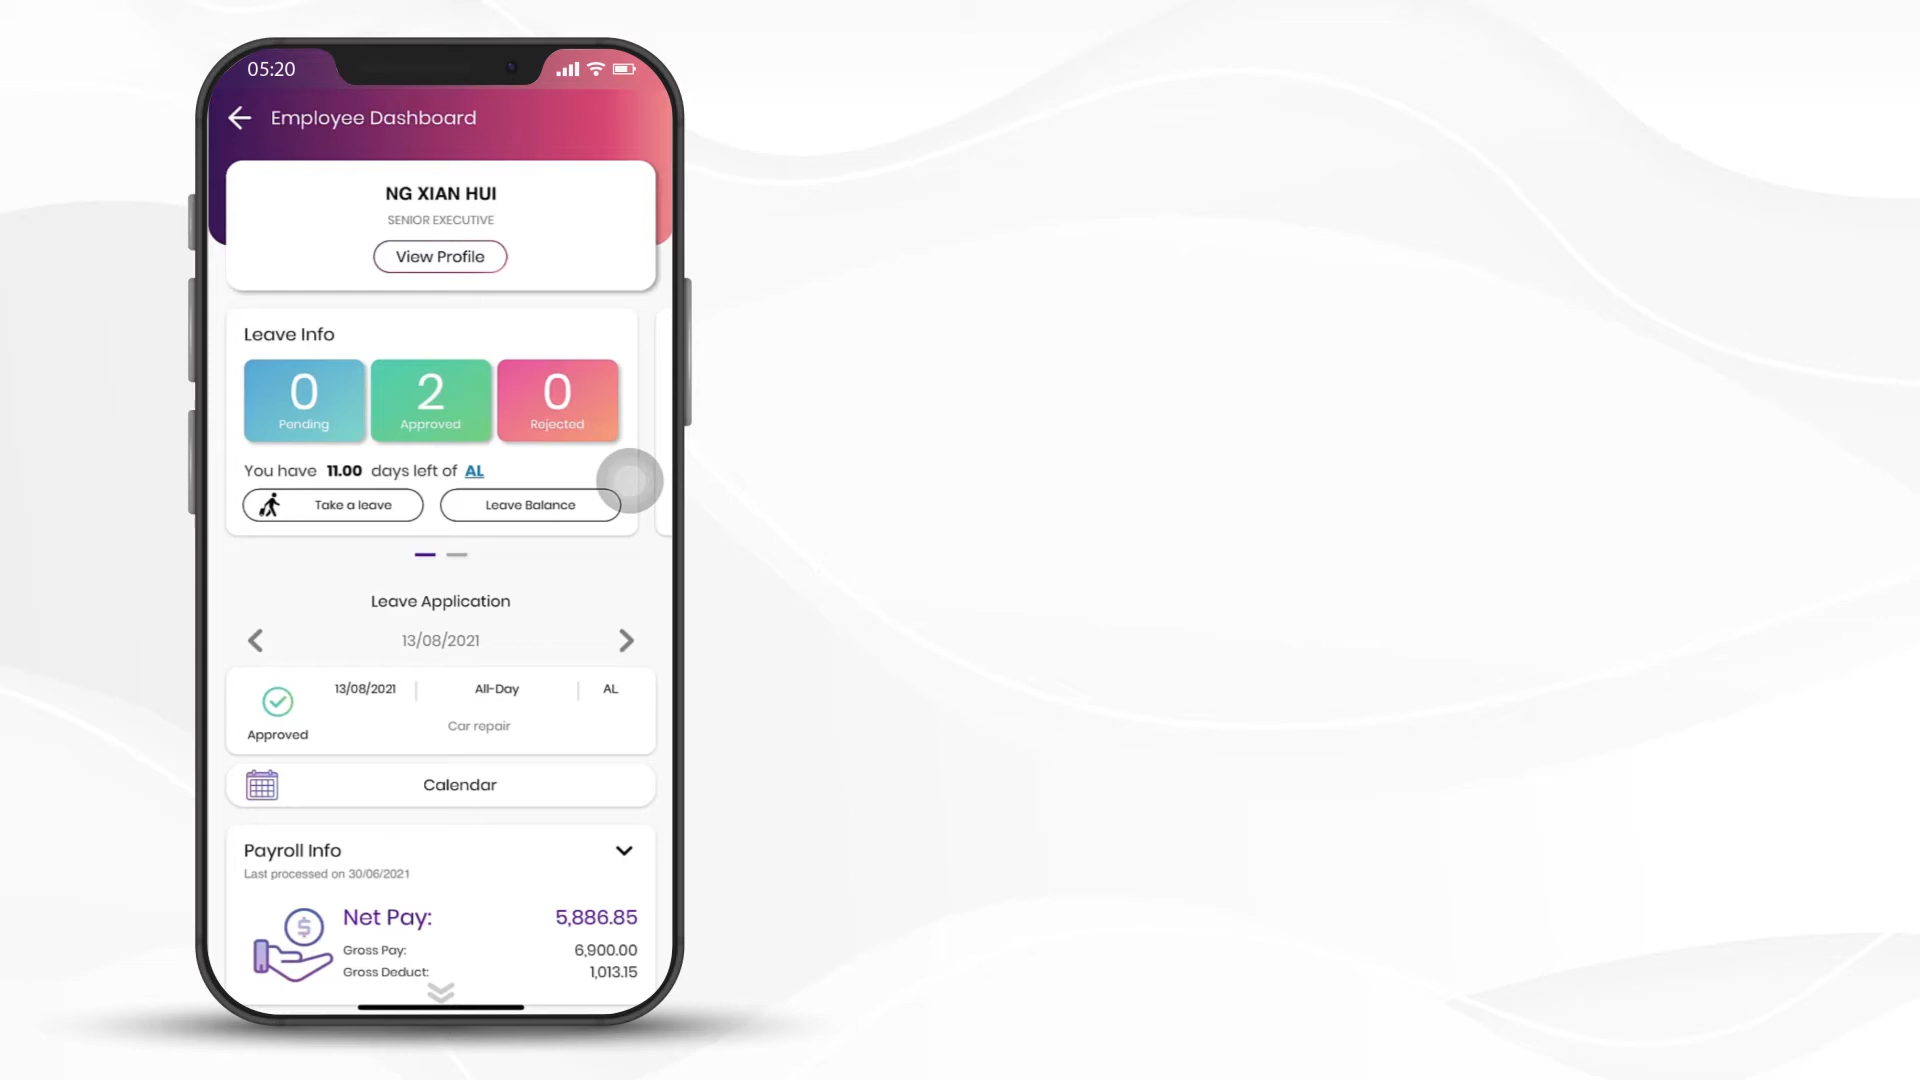 05:20
Employee Dashboard
NG XIAN HUI
SENIOR EXECUTIVE
View Profile
Leave Info
0 2 0
Pending Approved Rejected
You have 11.00 days left of AL
Take a leave Leave Balance
Leave Application
13/08/2021
13/08/2021 All-Day AL
Car repair
Approved
Calendar
Payroll Info
Last processed on 30/06/2021
Net Pay: 5,886.85
Gross Pay: 6,900.00
Gross Deduct: 1,013.15